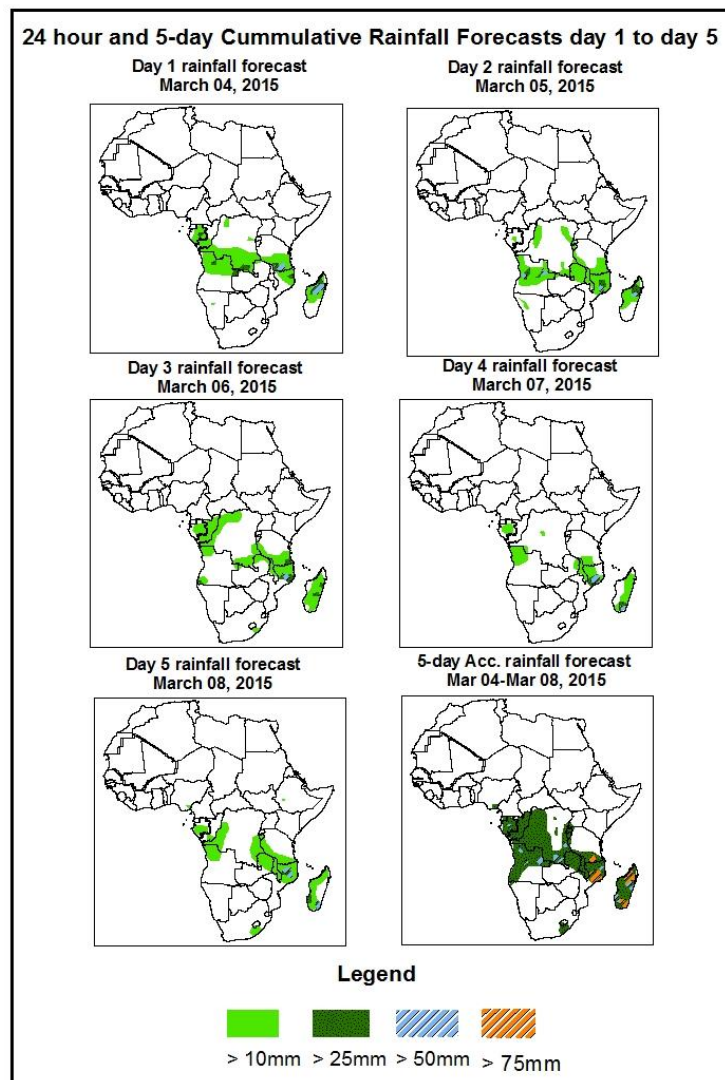 24 hour and 5-day Cummulative Rainfall Forecasts day 1 to day 5
Day 1 rainfall forecast
March 04, 2015
Day 2 rainfall forecast
March 05, 2015
Day 3 rainfall forecast
March 06, 2015
Day 4 rainfall forecast
March 07, 2015
Day 5 rainfall forecast
March 08, 2015
5-day Acc. rainfall forecast
Mar 04-Mar 08, 2015
Legend
> 10mm > 25mm > 50mm > 75mm